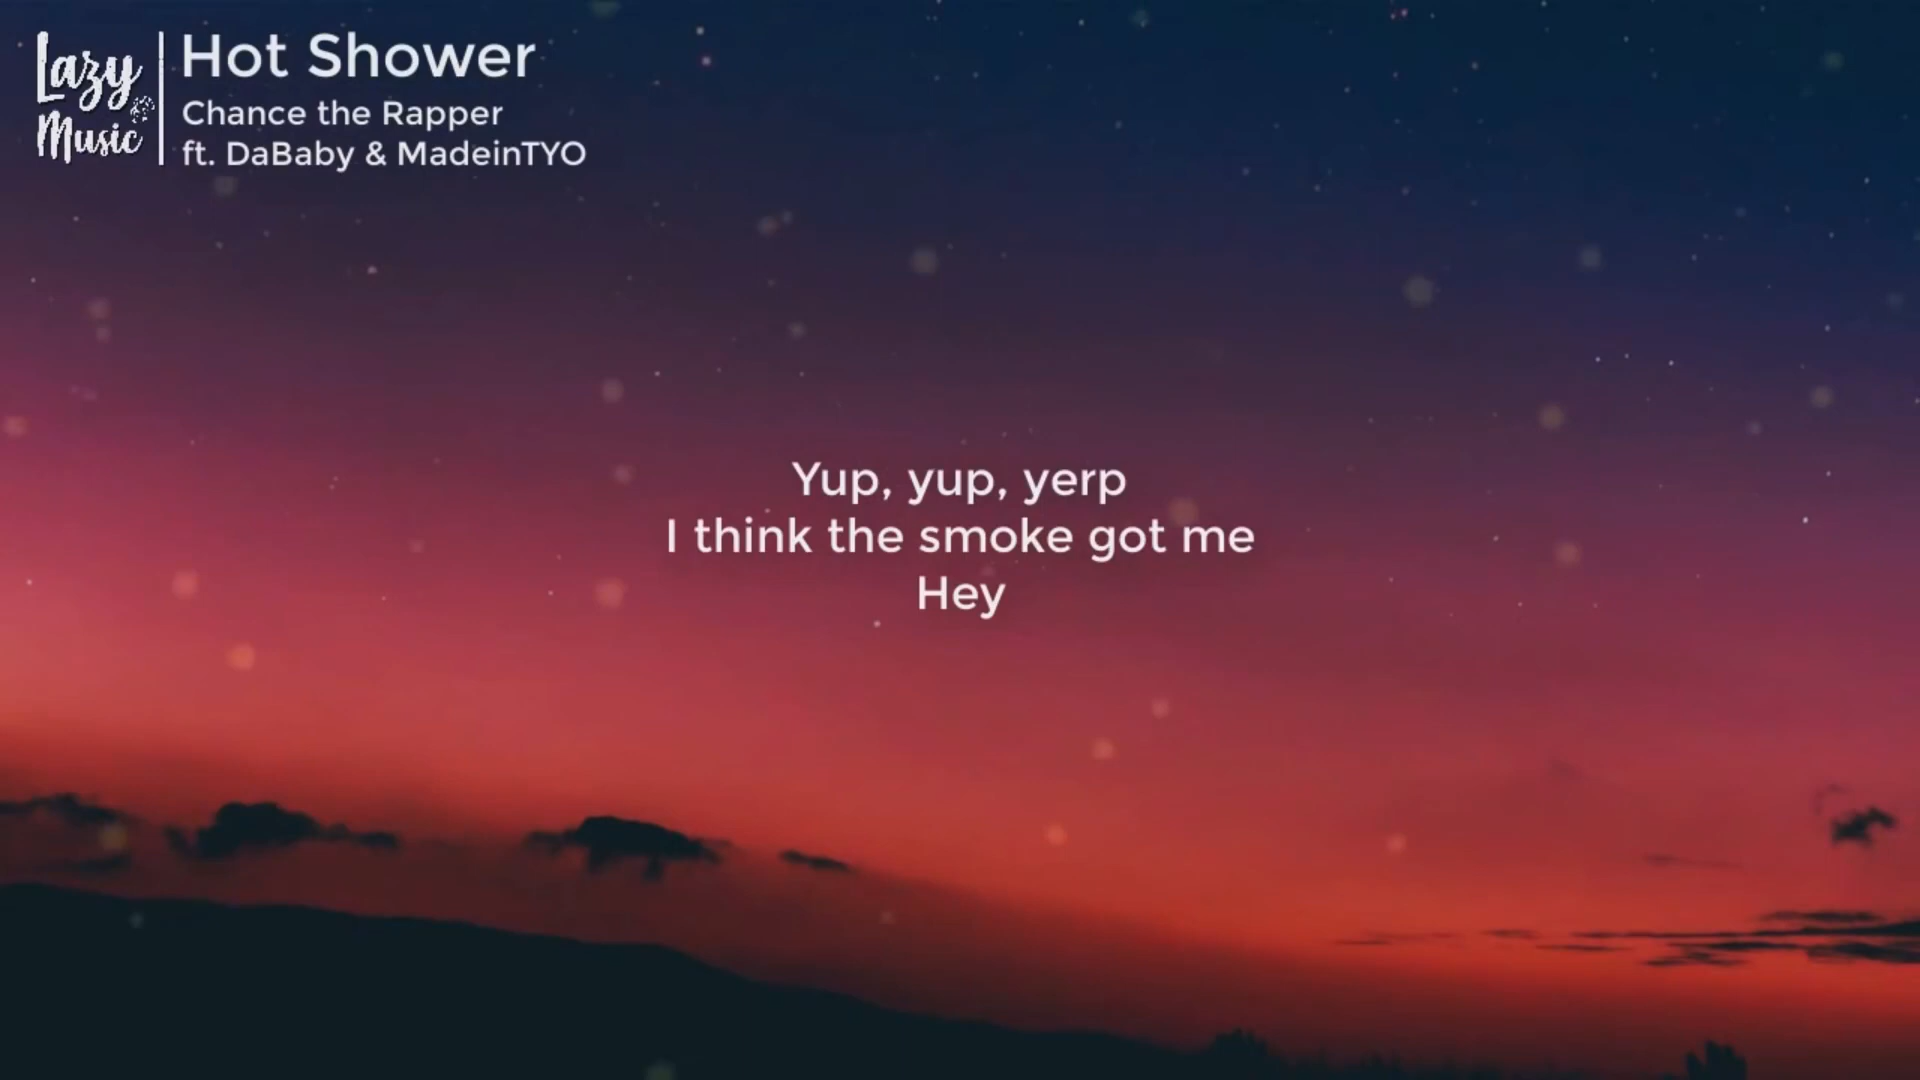 Lazy
Music
Hot Shower
Chance the Rapper
ft. DaBaby & MadeinTYO
Yup, yup, yerp
I think the smoke got me
Hey